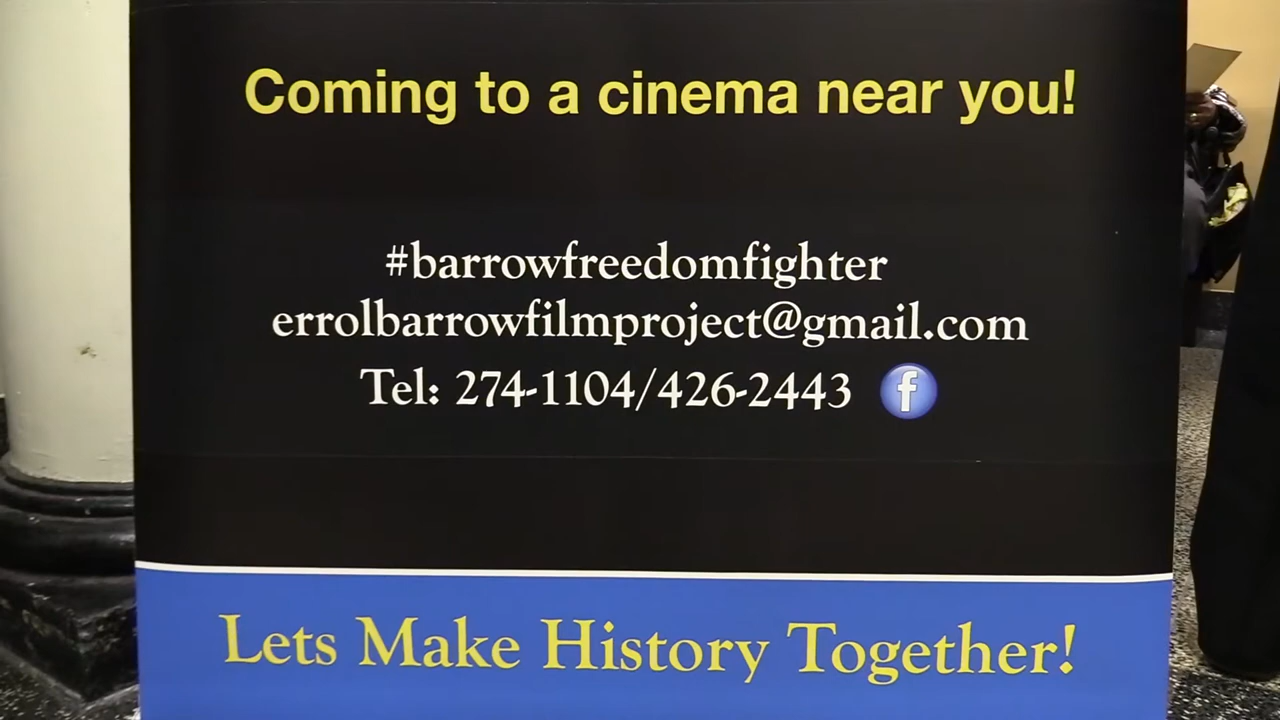 Coming to a cinema near you!
#barrowfreedomfighter
errolbarrowfilmproject@gmail.com
Tel: 274-1104/426-2443 f
Lets Make History Together!